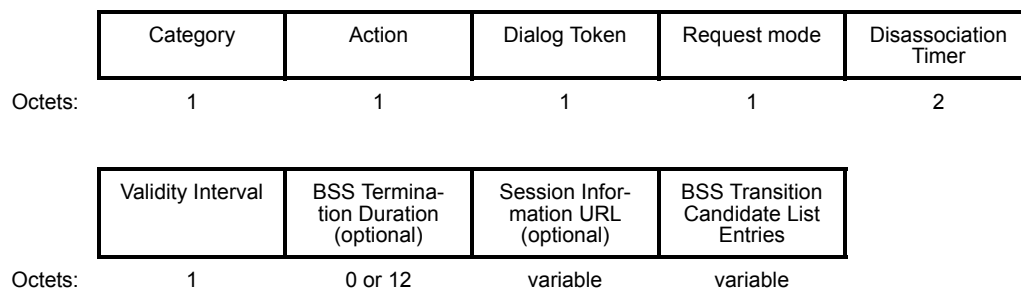 Category Action Dialog Token Request mode Disassociation
Timer
Octets: 1 1 1 1 2
Validity Interval BSS Termina- Session Infor- BSS Transition
tion Duration mation URL Candidate List
(optional) (optional) Entries
Octets: 1 0 or 12 variable variable